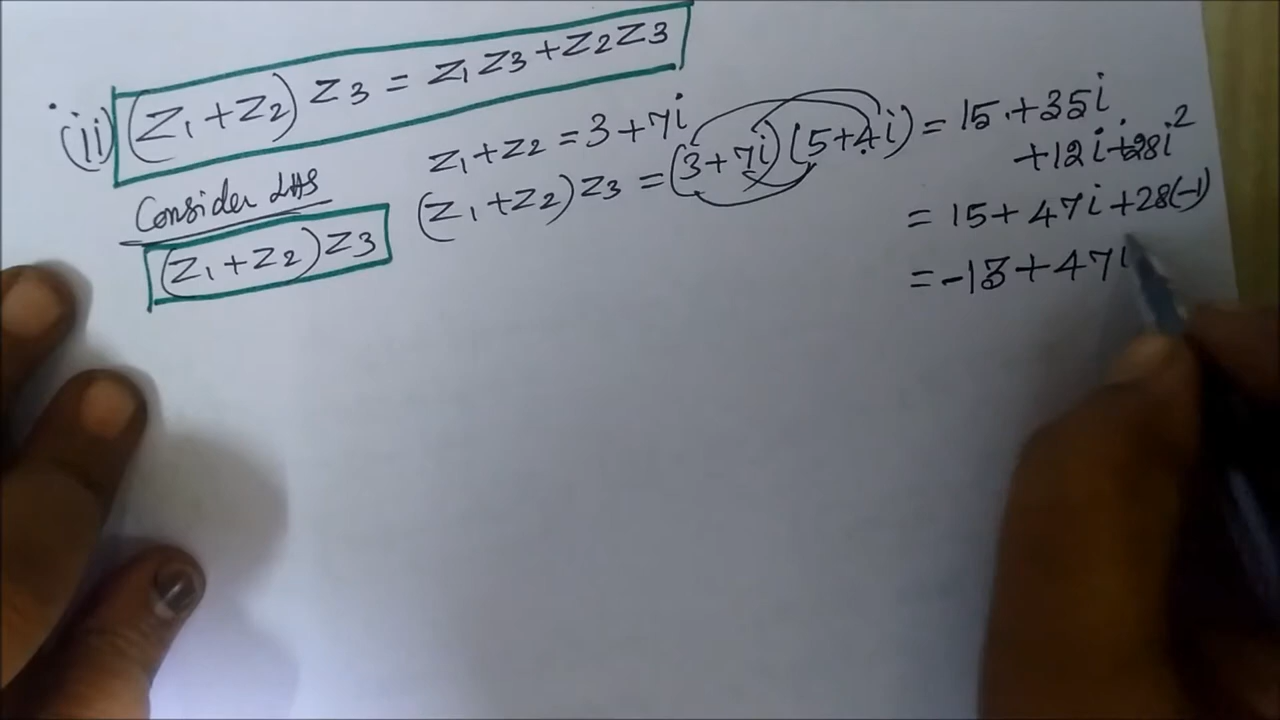 (ii) (Z₁+Z₂) Z₃ = Z₁Z₃+Z₂Z₃
Consider LHS
(Z₁+Z₂)Z₃
Z₁+Z₂ = 3+7i
(Z₁+Z₂)Z₃ = (3+7i)(5+4i) = 15+35i
+12i+28i²
= 15+47i+28(-1)
= -13+47i